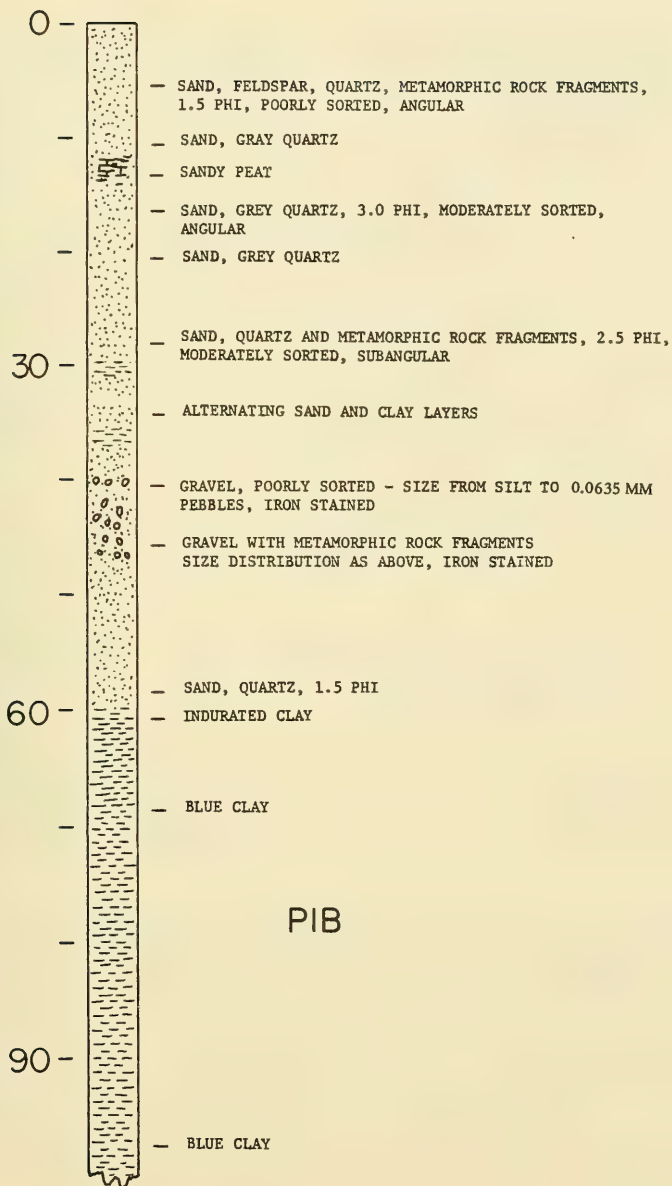 0
— SAND, FELDSPAR, QUARTZ, METAMORPHIC ROCK FRAGMENTS,
1.5 PHI, POORLY SORTED, ANGULAR
— SAND, GRAY QUARTZ
— SANDY PEAT
— SAND, GREY QUARTZ, 3.0 PHI, MODERATELY SORTED,
ANGULAR
— SAND, GREY QUARTZ
— SAND, QUARTZ AND METAMORPHIC ROCK FRAGMENTS, 2.5 PHI,
MODERATELY SORTED, SUBANGULAR
30
— ALTERNATING SAND AND CLAY LAYERS
— GRAVEL, POORLY SORTED - SIZE FROM SILT TO 0.0635 MM
PEBBLES, IRON STAINED
— GRAVEL WITH METAMORPHIC ROCK FRAGMENTS
SIZE DISTRIBUTION AS ABOVE, IRON STAINED
— SAND, QUARTZ, 1.5 PHI
60
— INDURATED CLAY
— BLUE CLAY
PIB
90
— BLUE CLAY